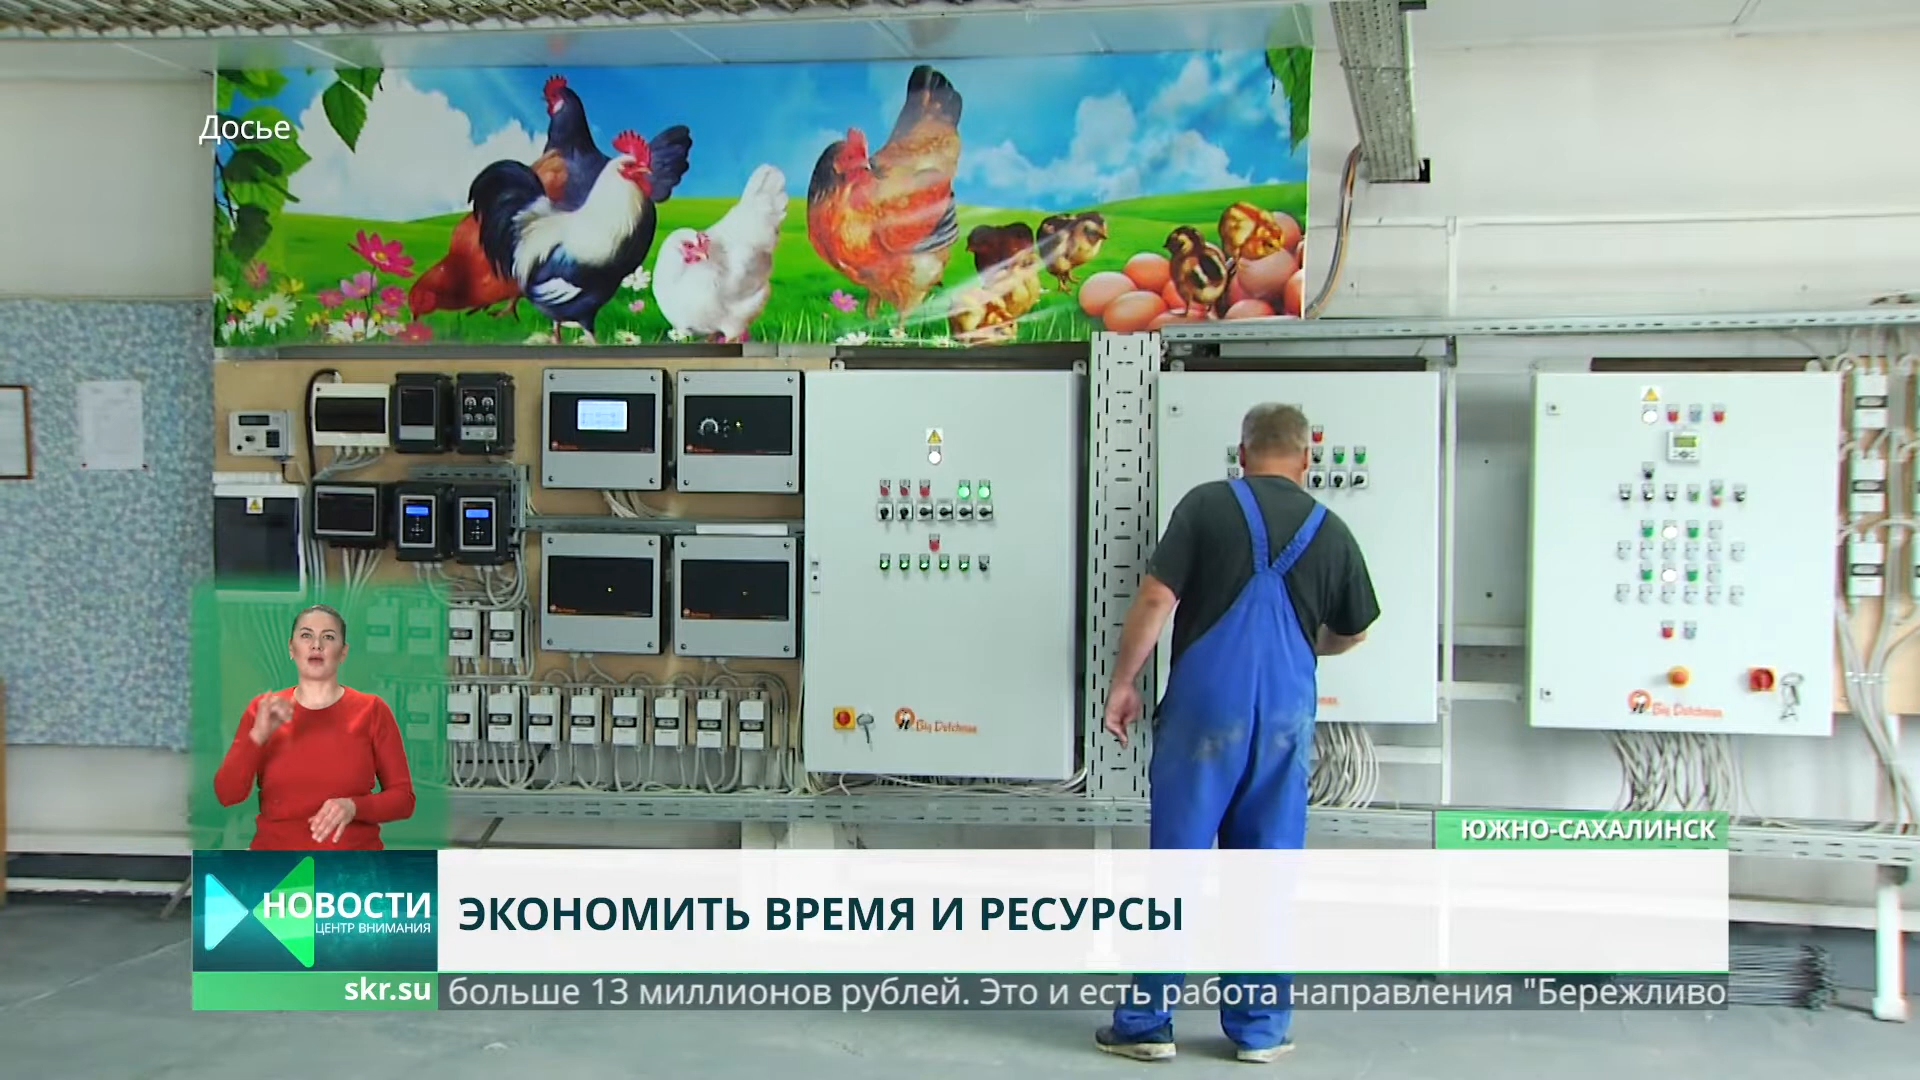 Досье
Big Dutchman
Big Dutchman
ЮЖНО-САХАЛИНСК
НОВОСТИ
ЦЕНТР ВНИМАНИЯ
ЭКОНОМИТЬ ВРЕМЯ И РЕСУРСЫ
skr.su
больше 13 миллионов рублей. Это и есть работа направления "Бережливо